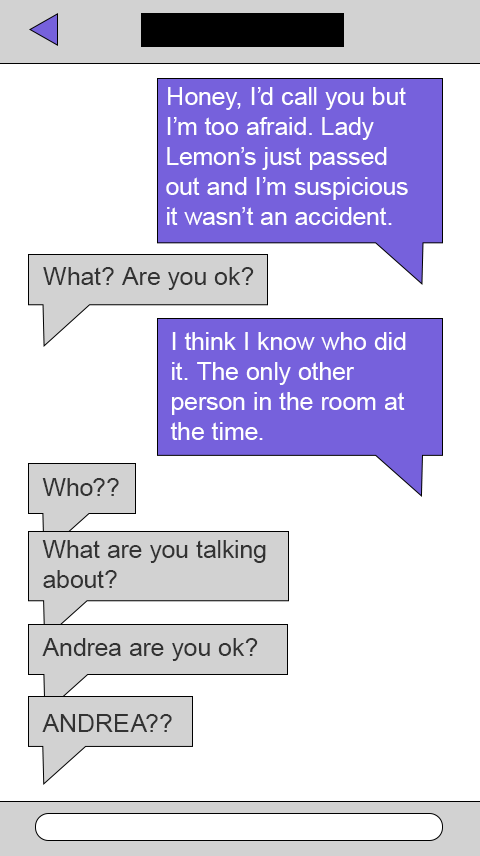 Honey, I’d call you but
I’m too afraid. Lady
Lemon’s just passed
out and I’m suspicious
it wasn’t an accident.
What? Are you ok?
I think I know who did
it. The only other
person in the room at
the time.
Who??
What are you talking
about?
Andrea are you ok?
ANDREA??